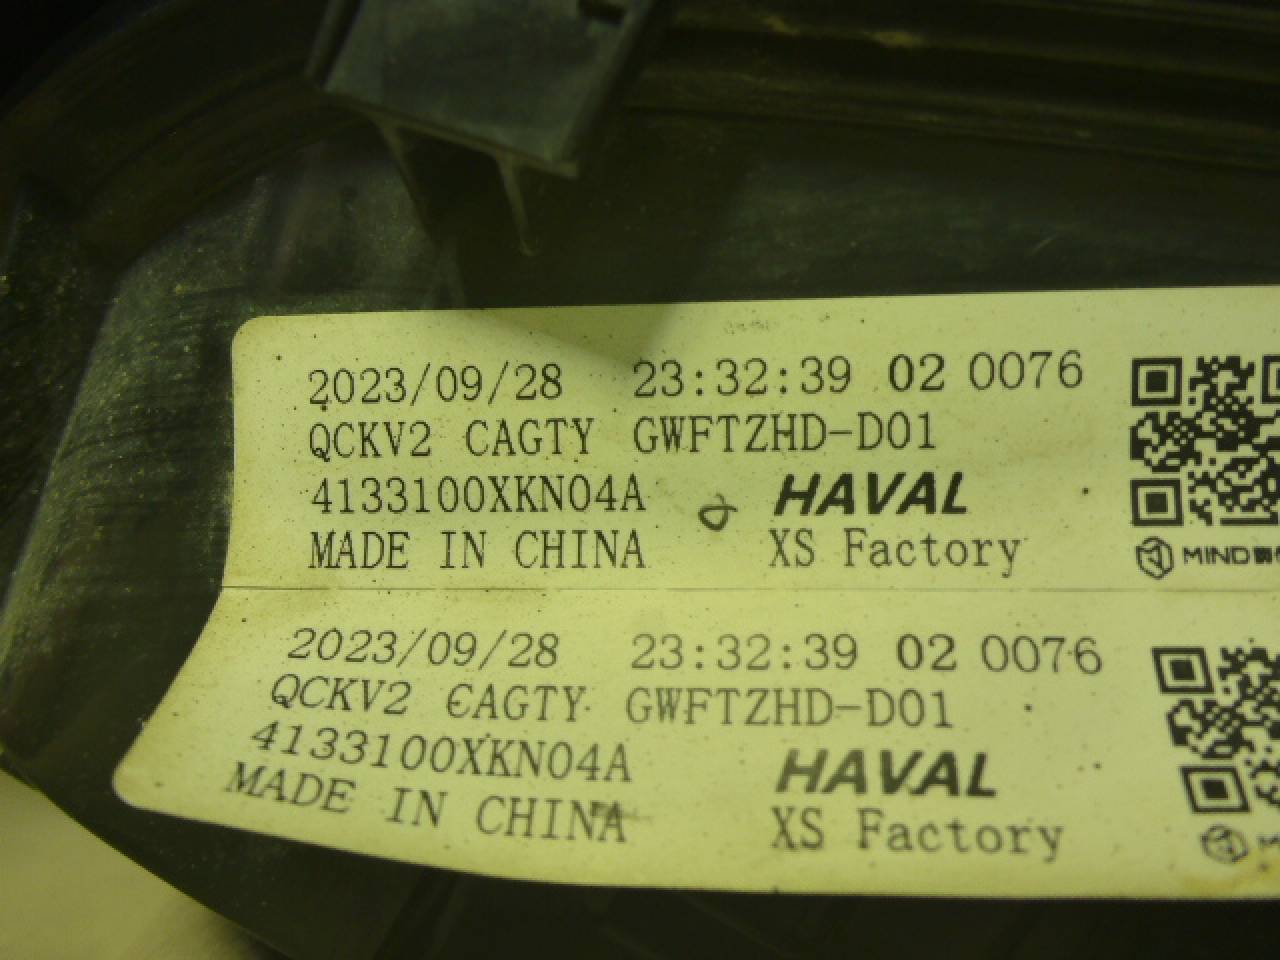 2023/09/28 23:32:39 02 0076
QCKV2 CAGTY GWFTZHD-D01
4133100XKN04A HAVAL
MADE IN CHINA XS Factory
MIND
2023/09/28 23:32:39 02 0076
QCKV2 CAGTY GWFTZHD-D01
4133100XKN04A HAVAL
MADE IN CHINA XS Factory